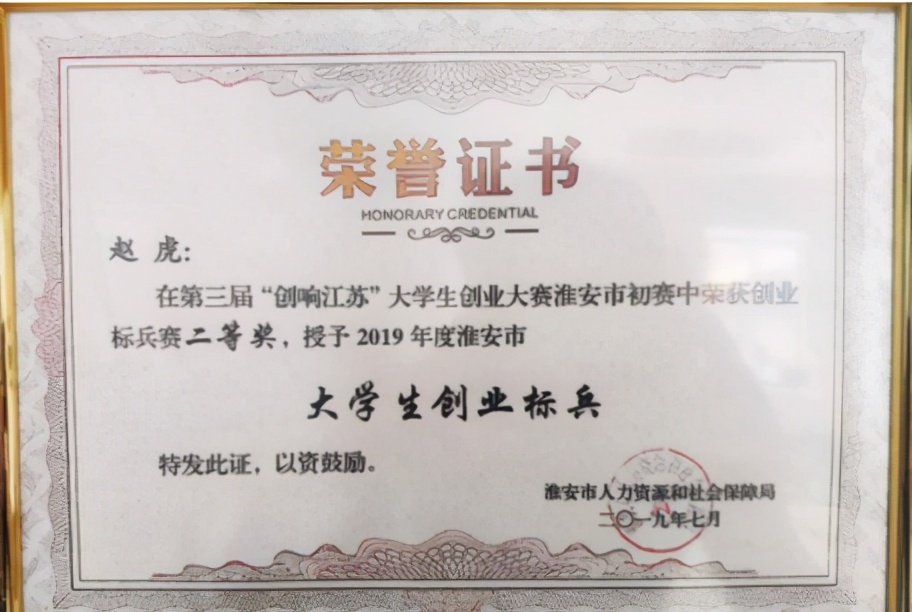 荣誉证书
HONORARY CREDENTIAL
赵 虎:
在第三届“创响江苏”大学生创业大赛淮安市初赛中荣获创业
标兵赛二等奖，授予 2019 年度淮安市
大学生创业标兵
特发此证，以资鼓励。
淮安市人力资源和社会保障局
二〇一九年七月